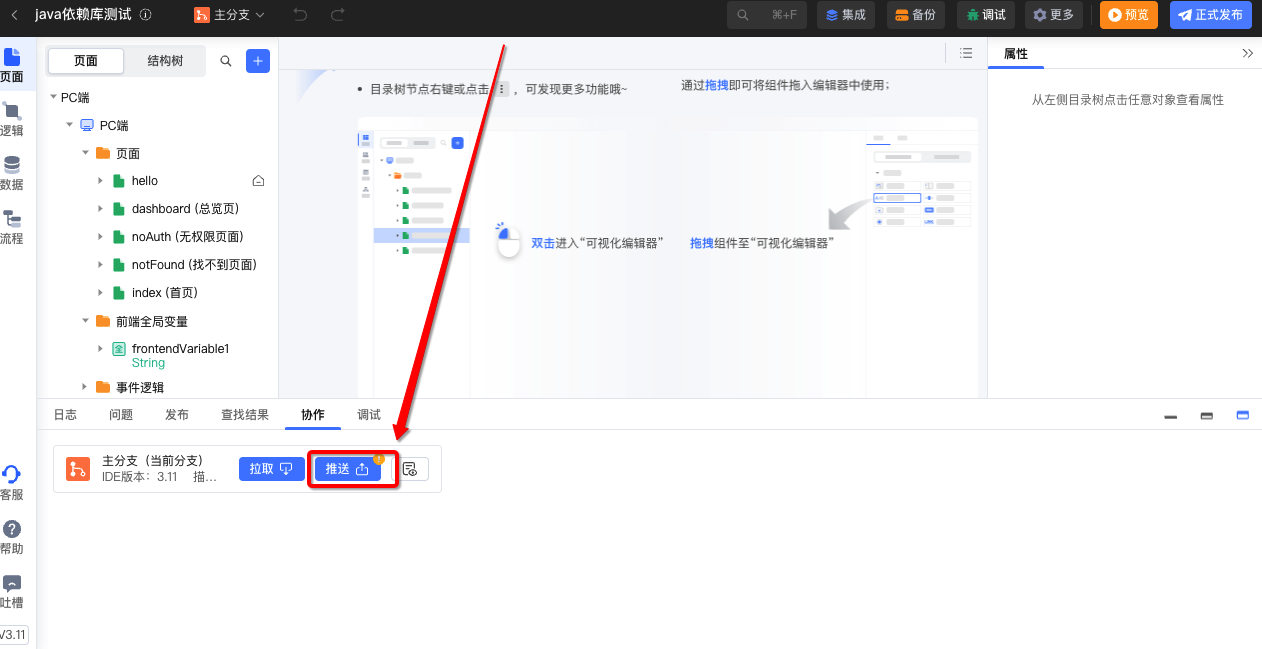 java依赖库测试
主分支
⌘+F
集成
备份
调试
更多
预览
正式发布
页面
逻辑
数据
流程
客服
帮助
吐槽
V3.11
页面
结构树
PC端
PC端
页面
hello
dashboard (总览页)
noAuth (无权限页面)
notFound (找不到页面)
index (首页)
前端全局变量
全
frontendVariable1
String
事件逻辑
• 目录树节点右键或点击 ⋮ ，可发现更多功能哦~
通过拖拽即可将组件拖入编辑器中使用；
双击进入“可视化编辑器”
拖拽组件至“可视化编辑器”
属性
从左侧目录树点击任意对象查看属性
日志
问题
发布
查找结果
协作
调试
主分支（当前分支）
IDE版本：3.11 描...
拉取
推送